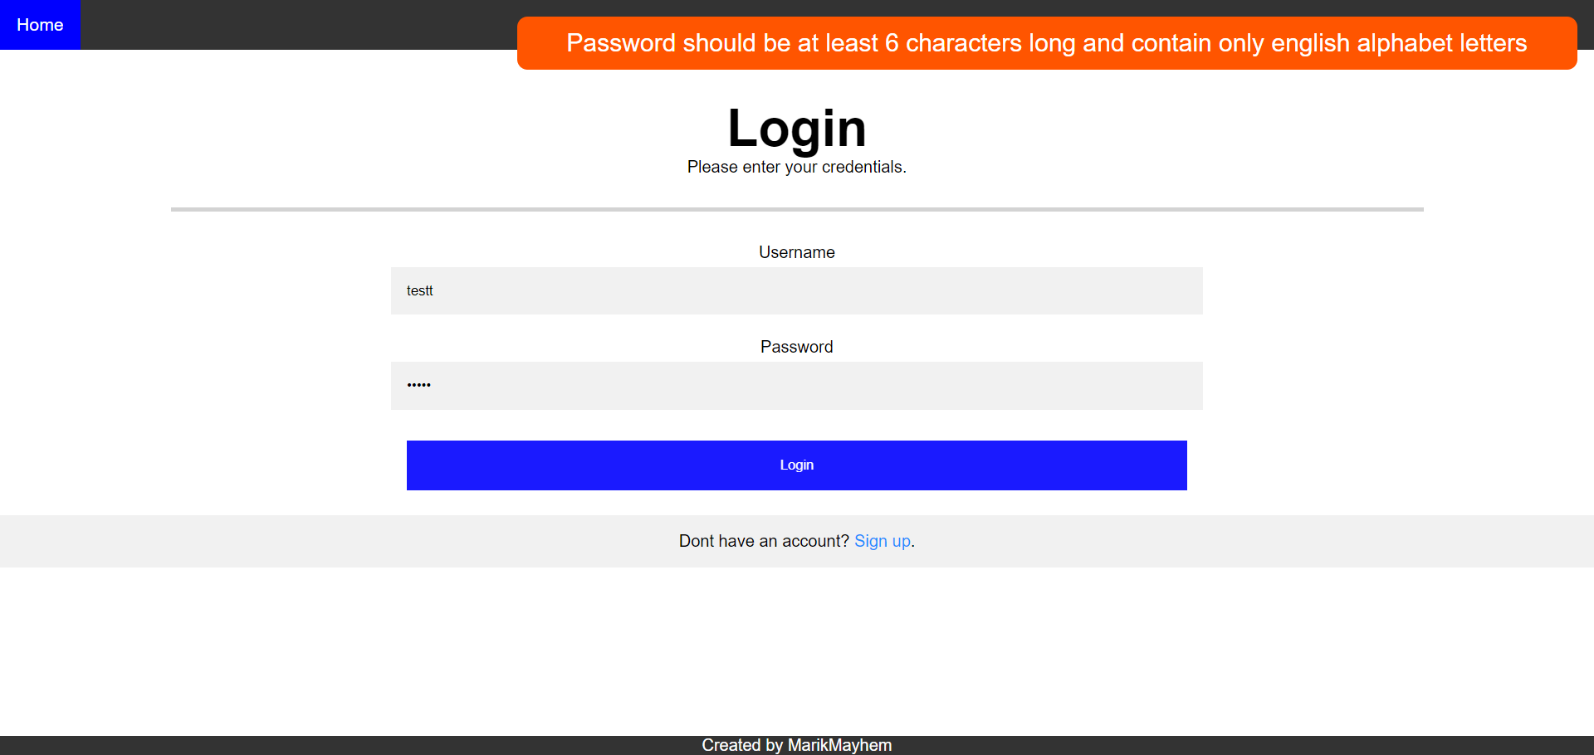 Home
Password should be at least 6 characters long and contain only english alphabet letters
Login
Please enter your credentials.
Username
testt
Password
•••••
Login
Dont have an account? Sign up.
Created by MarikMayhem